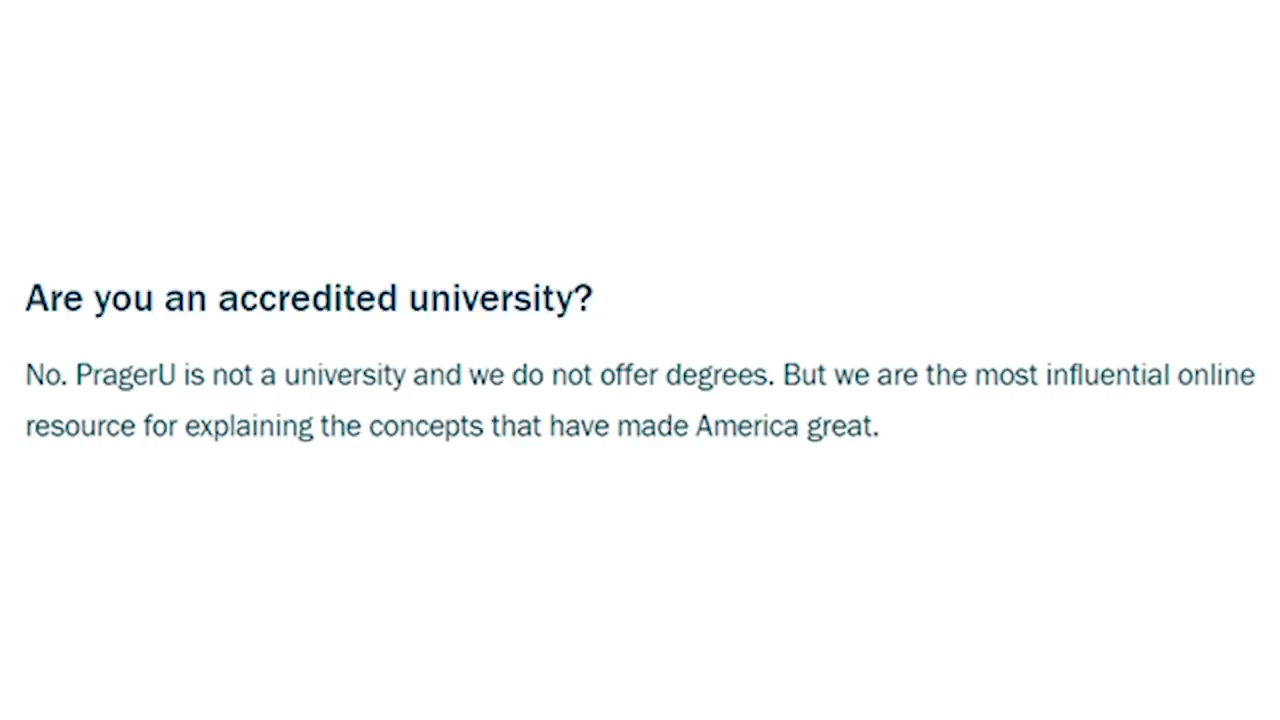 Are you an accredited university?
No. PragerU is not a university and we do not offer degrees. But we are the most influential online
resource for explaining the concepts that have made America great.